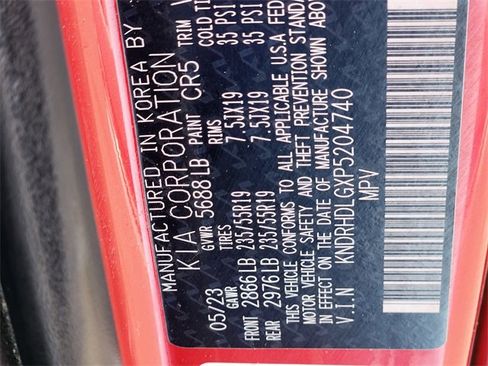 MANUFACTURED IN KOREA BY
KIA CORPORATION
05/23 GVWR 5688 LB PAINT CR5 TRIM
GAWR TIRES RIMS COLD TI
FRONT 2866 LB 235/55R19 7.5JX19 35 PSI
REAR 2976 LB 235/55R19 7.5JX19 35 PSI
THIS VEHICLE CONFORMS TO ALL APPLICABLE U.S.A FEDERAL
MOTOR VEHICLE SAFETY AND THEFT PREVENTION STANDA
IN EFFECT ON THE DATE OF MANUFACTURE SHOWN
V.I.N KNDRHDLGXP5204740
MPV